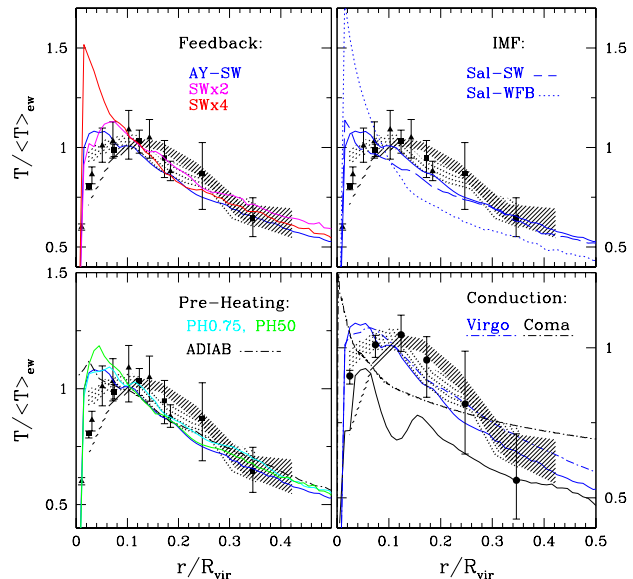 1.5
1
0.5
T/<T>ew
Feedback:
AY-SW
SWx2
SWx4
IMF:
Sal-SW
Sal-WFB
1.5
1
0.5
1.5
1
0.5
T/<T>ew
Pre-Heating:
PH0.75, PH50
ADIAB
Conduction:
Virgo Coma
1
0.5
0 0.1 0.2 0.3 0.4
r/Rvir
0 0.1 0.2 0.3 0.4 0.5
r/Rvir